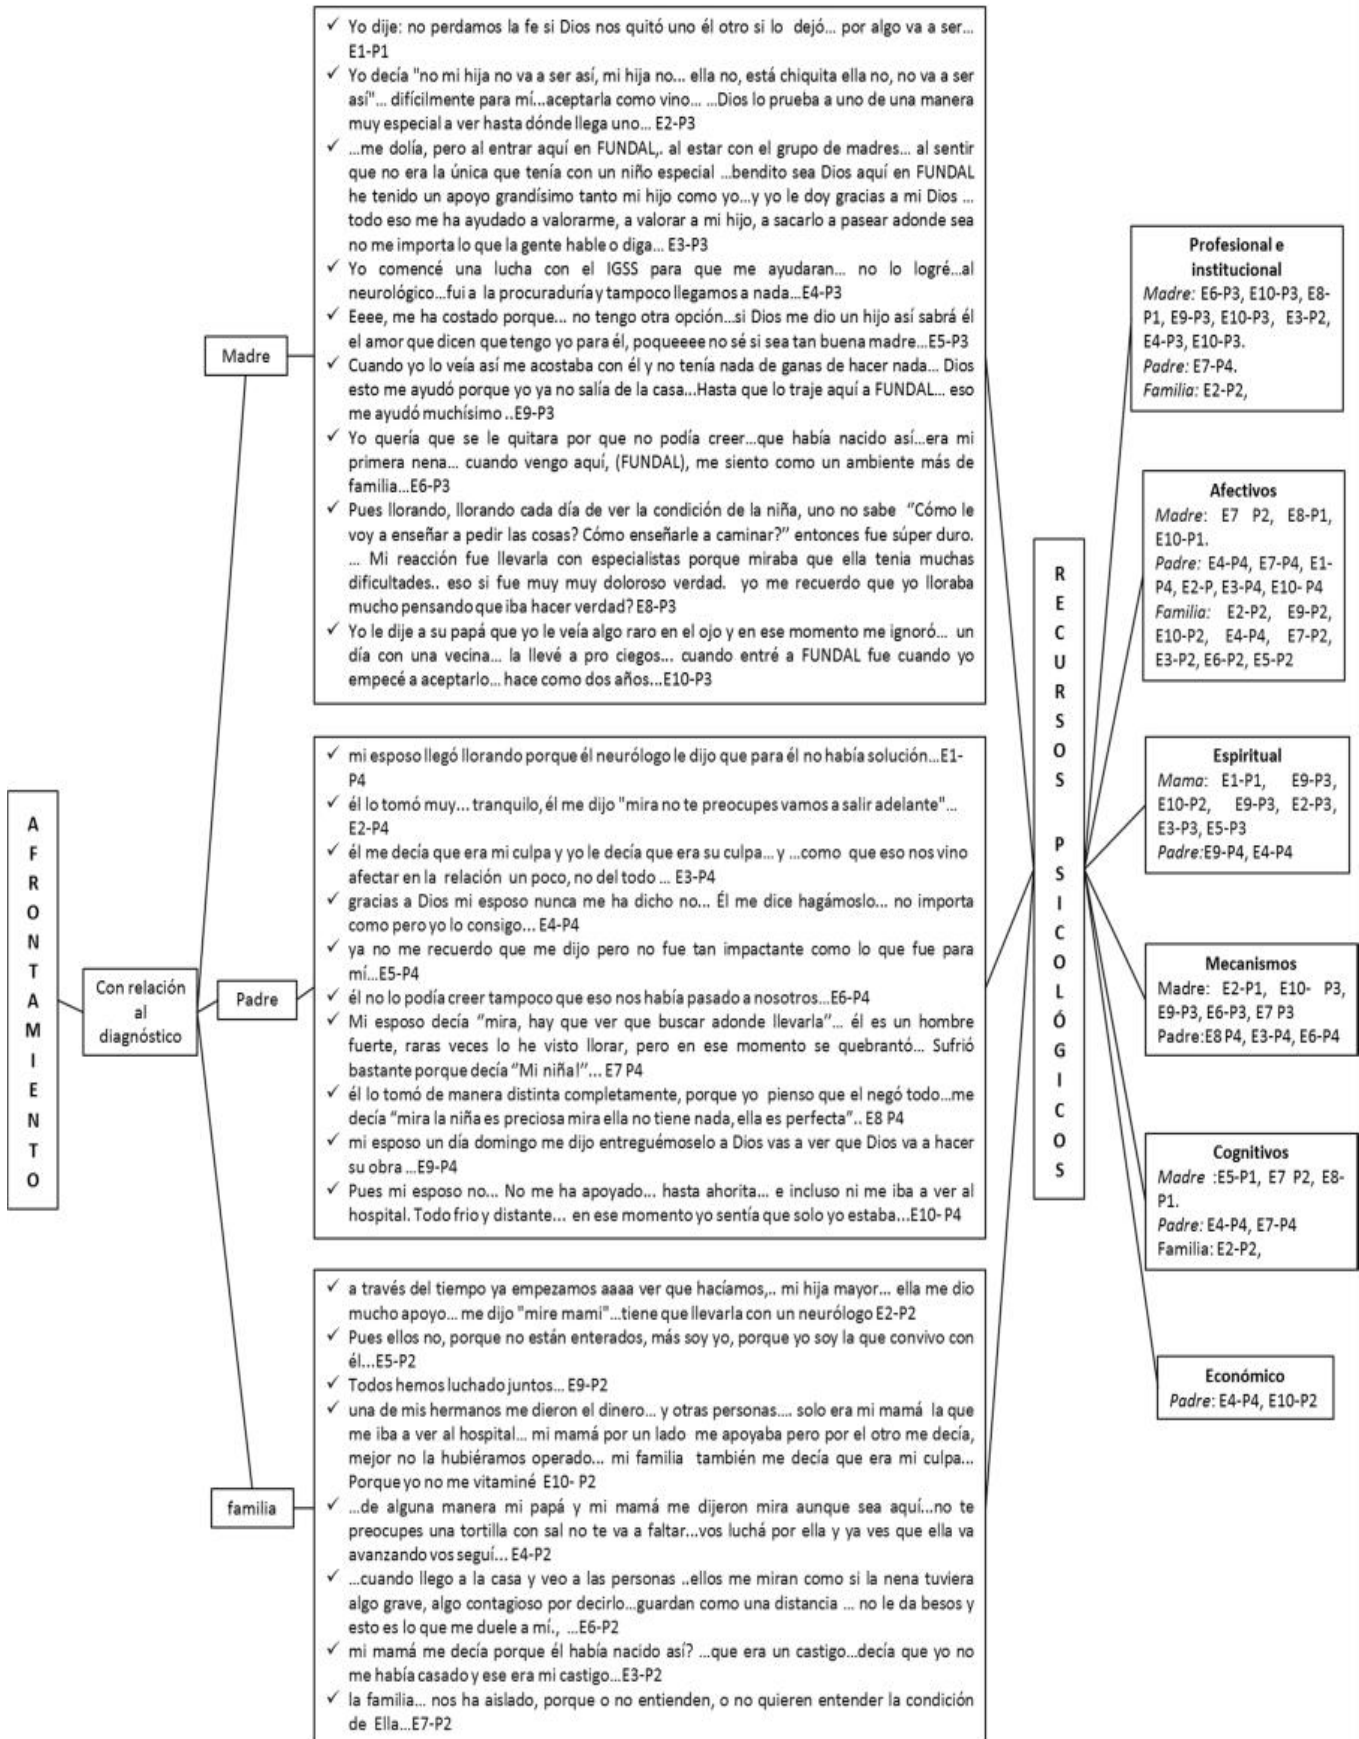 ✓ Yo dije: no perdamos la fe si Dios nos quitó uno él otro si lo dejó... por algo va a ser...
E1-P1
✓ Yo decía "no mi hija no va a ser así, mi hija no... ella no, está chiquita ella no, no va a ser
así"... difícilmente para mí...aceptarla como vino... ...Dios lo prueba a uno de una manera
muy especial a ver hasta dónde llega uno... E2-P3
✓ ...me dolía, pero al entrar aquí en FUNDAL,. al estar con el grupo de madres... al sentir
que no era la única que tenía con un niño especial ...bendito sea Dios aquí en FUNDAL
he tenido un apoyo grandísimo tanto mi hijo como yo...y yo le doy gracias a mi Dios ...
todo eso me ha ayudado a valorarme, a valorar a mi hijo, a sacarlo a pasear adonde sea
no me importa lo que la gente hable o diga... E3-P3
✓ Yo comencé una lucha con el IGSS para que me ayudaran... no lo logré...al
neurológico...fui a la procuraduría y tampoco llegamos a nada...E4-P3
✓ Eeee, me ha costado porque... no tengo otra opción...si Dios me dio un hijo así sabrá él
el amor que dicen que tengo yo para él, poqueeee no sé si sea tan buena madre...E5-P3
✓ Cuando yo lo veía así me acostaba con él y no tenía nada de ganas de hacer nada... Dios
esto me ayudó porque yo ya no salía de la casa...Hasta que lo traje aquí a FUNDAL... eso
me ayudó muchísimo ..E9-P3
✓ Yo quería que se le quitara por que no podía creer...que había nacido así...era mi
primera nena... cuando vengo aquí, (FUNDAL), me siento como un ambiente más de
familia...E6-P3
✓ Pues llorando, llorando cada día de ver la condición de la niña, uno no sabe “Cómo le
voy a enseñar a pedir las cosas? Cómo enseñarle a caminar?” entonces fue súper duro.
... Mi reacción fue llevarla con especialistas porque miraba que ella tenia muchas
dificultades.. eso si fue muy muy doloroso verdad. yo me recuerdo que yo lloraba
mucho pensando que iba hacer verdad? E8-P3
✓ Yo le dije a su papá que yo le veía algo raro en el ojo y en ese momento me ignoró... un
día con una vecina... la llevé a pro ciegos... cuando entré a FUNDAL fue cuando yo
empecé a aceptarlo... hace como dos años...E10-P3
Madre
✓ mi esposo llegó llorando porque él neurólogo le dijo que para él no había solución...E1-
P4
✓ él lo tomó muy... tranquilo, él me dijo "mira no te preocupes vamos a salir adelante"...
E2-P4
✓ él me decía que era mi culpa y yo le decía que era su culpa... y ...como que eso nos vino
afectar en la relación un poco, no del todo ... E3-P4
✓ gracias a Dios mi esposo nunca me ha dicho no... Él me dice hagámoslo... no importa
como pero yo lo consigo... E4-P4
✓ ya no me recuerdo que me dijo pero no fue tan impactante como lo que fue para
mí...E5-P4
✓ él no lo podía creer tampoco que eso nos había pasado a nosotros...E6-P4
✓ Mi esposo decía “mira, hay que ver que buscar adonde llevarla”... él es un hombre
fuerte, raras veces lo he visto llorar, pero en ese momento se quebrantó... Sufrió
bastante porque decía “Mi niña!”... E7 P4
✓ él lo tomó de manera distinta completamente, porque yo pienso que el negó todo...me
decía “mira la niña es preciosa mira ella no tiene nada, ella es perfecta”.. E8 P4
✓ mi esposo un día domingo me dijo entreguémoselo a Dios vas a ver que Dios va a hacer
su obra ...E9-P4
✓ Pues mi esposo no... No me ha apoyado... hasta ahorita... e incluso ni me iba a ver al
hospital. Todo frio y distante... en ese momento yo sentía que solo yo estaba...E10- P4
AFRONTAMIENTO
Con relación
al
diagnóstico
Padre
✓ a través del tiempo ya empezamos aaaa ver que hacíamos,.. mi hija mayor... ella me dio
mucho apoyo... me dijo "mire mami"...tiene que llevarla con un neurólogo E2-P2
✓ Pues ellos no, porque no están enterados, más soy yo, porque yo soy la que convivo con
él...E5-P2
✓ Todos hemos luchado juntos... E9-P2
✓ una de mis hermanos me dieron el dinero... y otras personas.... solo era mi mamá la que
me iba a ver al hospital... mi mamá por un lado me apoyaba pero por el otro me decía,
mejor no la hubiéramos operado... mi familia también me decía que era mi culpa...
Porque yo no me vitaminé E10- P2
✓ ...de alguna manera mi papá y mi mamá me dijeron mira aunque sea aquí...no te
preocupes una tortilla con sal no te va a faltar...vos luchá por ella y ya ves que ella va
avanzando vos seguí... E4-P2
✓ ...cuando llego a la casa y veo a las personas ..ellos me miran como si la nena tuviera
algo grave, algo contagioso por decirlo...guardan como una distancia ... no le da besos y
esto es lo que me duele a mí., ...E6-P2
✓ mi mamá me decía porque él había nacido así? ...que era un castigo...decía que yo no
me había casado y ese era mi castigo...E3-P2
✓ la familia... nos ha aislado, porque o no entienden, o no quieren entender la condición
de Ella...E7-P2
familia
RECURSOS PSICOLÓGICOS
Profesional e
institucional
Madre: E6-P3, E10-P3, E8-
P1, E9-P3, E10-P3, E3-P2,
E4-P3, E10-P3.
Padre: E7-P4.
Familia: E2-P2,
Afectivos
Madre: E7 P2, E8-P1,
E10-P1.
Padre: E4-P4, E7-P4, E1-
P4, E2-P, E3-P4, E10- P4
Familia: E2-P2, E9-P2,
E10-P2, E4-P4, E7-P2,
E3-P2, E6-P2, E5-P2
Espiritual
Mama: E1-P1, E9-P3,
E10-P2, E9-P3, E2-P3,
E3-P3, E5-P3
Padre:E9-P4, E4-P4
Mecanismos
Madre: E2-P1, E10- P3,
E9-P3, E6-P3, E7 P3
Padre:E8 P4, E3-P4, E6-P4
Cognitivos
Madre :E5-P1, E7 P2, E8-
P1.
Padre: E4-P4, E7-P4
Familia: E2-P2,
Económico
Padre: E4-P4, E10-P2